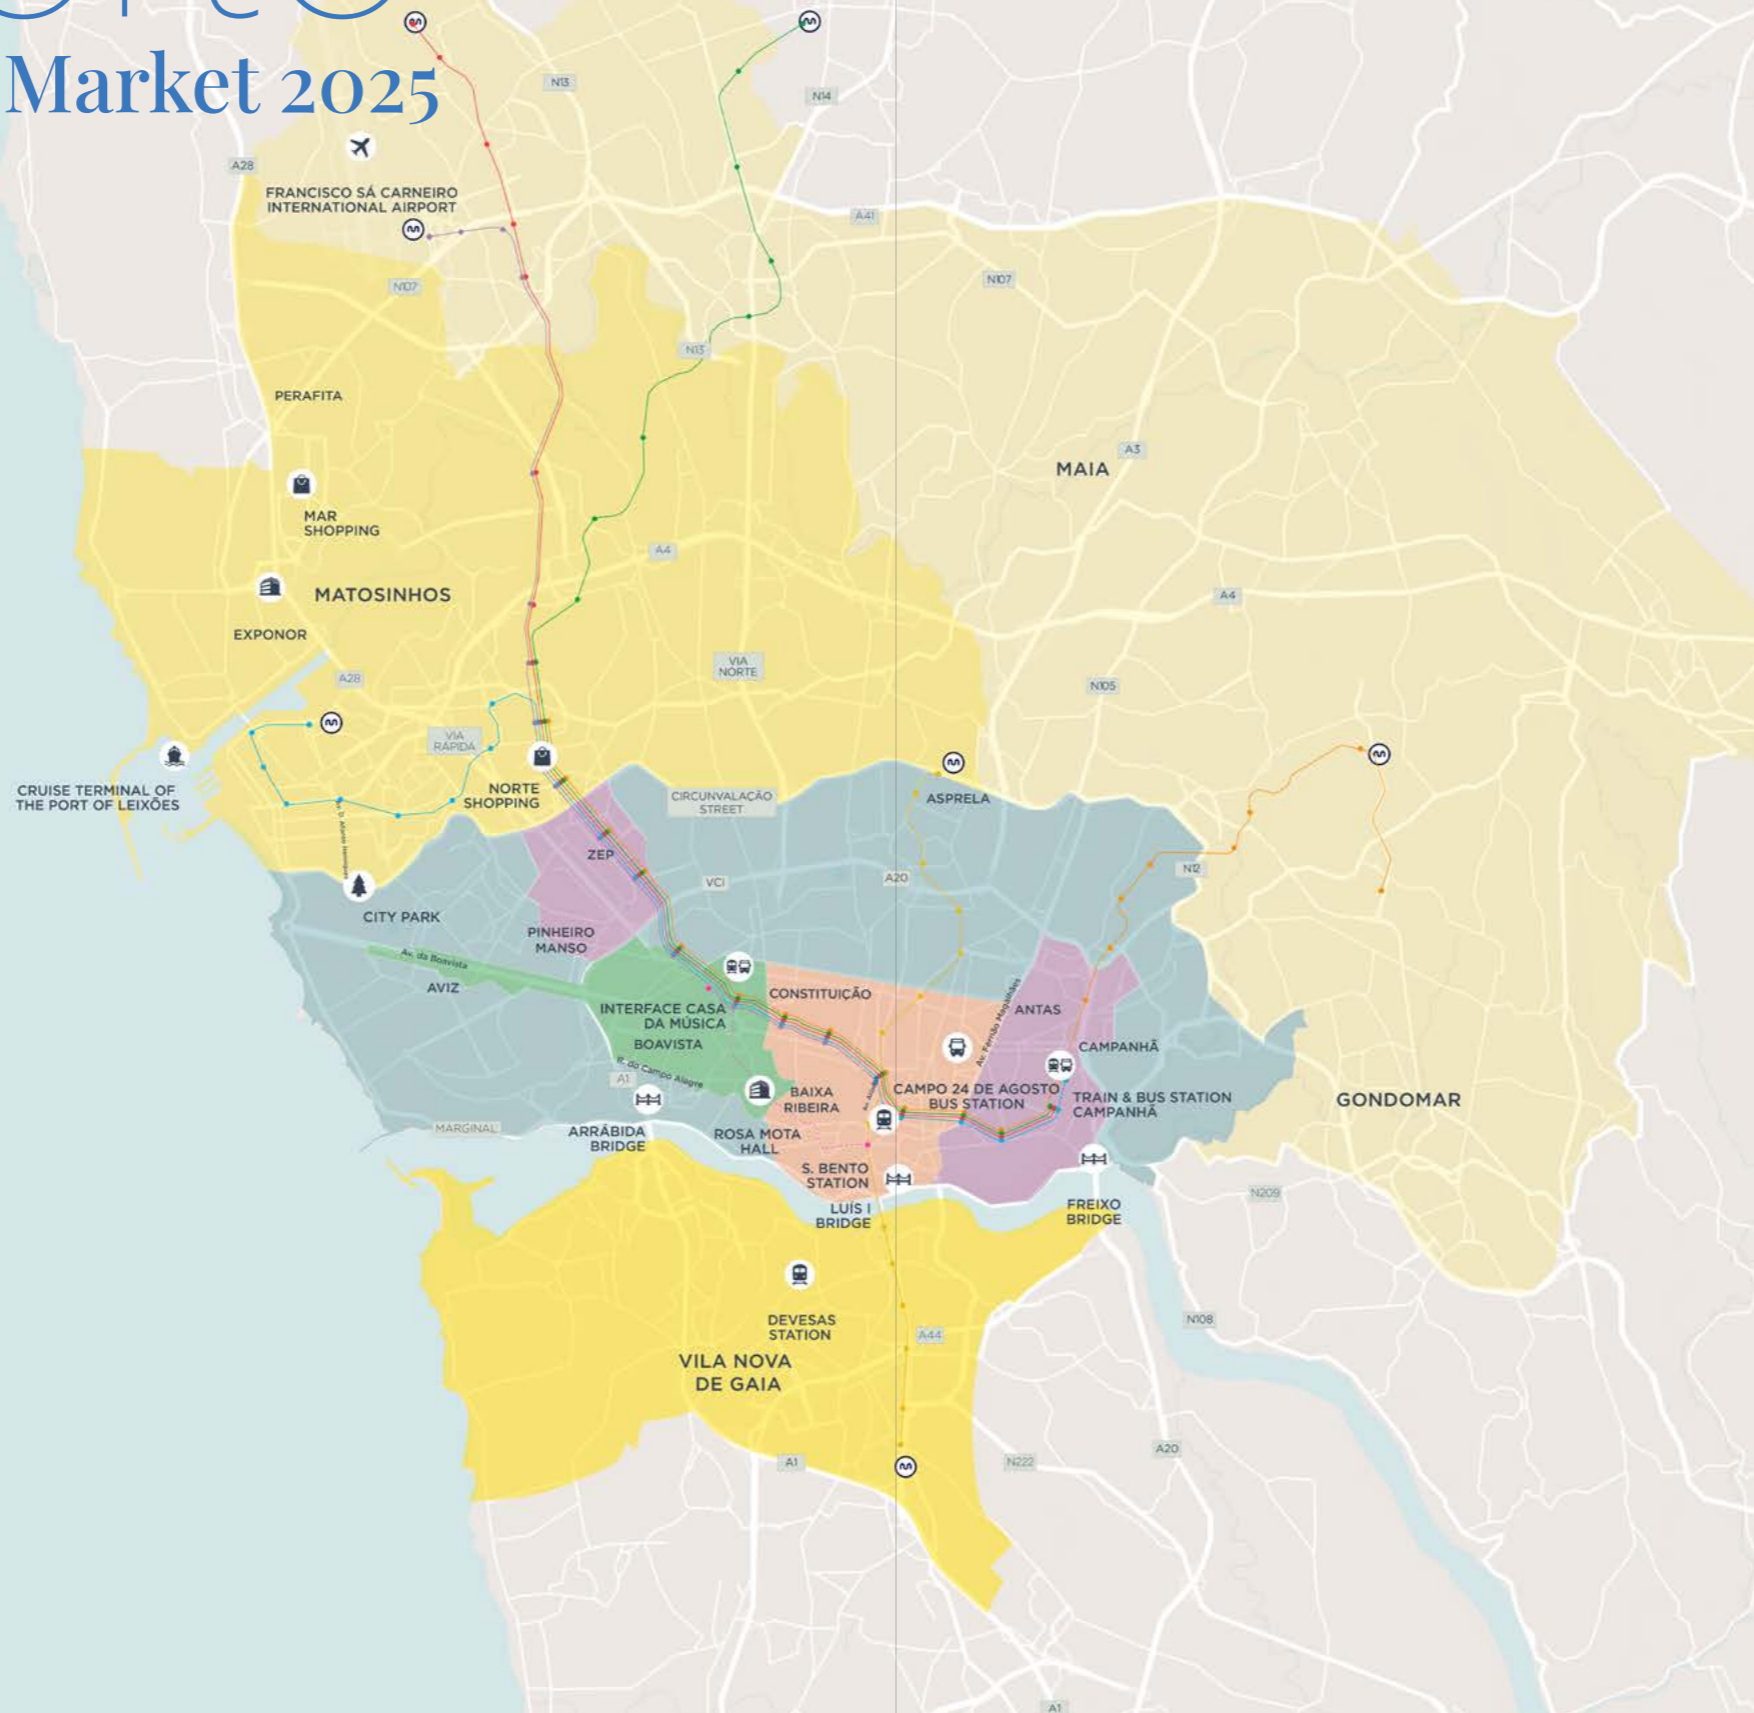 Market 2025
N13
N14
A28
FRANCISCO SÁ CARNEIRO
INTERNATIONAL AIRPORT
A41
N107
N107
N13
PERAFITA
A3
MAIA
MAR
SHOPPING
A4
MATOSINHOS
A4
EXPONOR
VIA
NORTE
A28
N105
VIA
RÁPIDA
CRUISE TERMINAL OF
THE PORT OF LEIXÕES
NORTE
SHOPPING
CIRCUNVALAÇÃO
STREET
ASPRELA
ZEP
VCI
A20
N12
CITY PARK
PINHEIRO
MANSO
Av. da Boavista
AVIZ
CONSTITUIÇÃO
INTERFACE CASA
DA MÚSICA
ANTAS
Av. Fernão Magalhães
BOAVISTA
CAMPANHÃ
R. do Campo Alegre
A1
BAIXA
RIBEIRA
CAMPO 24 DE AGOSTO
BUS STATION
TRAIN & BUS STATION
CAMPANHÃ
GONDOMAR
MARGINAL
ARRÁBIDA
BRIDGE
ROSA MOTA
HALL
S. BENTO
STATION
LUÍS I
BRIDGE
FREIXO
BRIDGE
N209
DEVESAS
STATION
A44
N108
VILA NOVA
DE GAIA
A1
N222
A20
A1